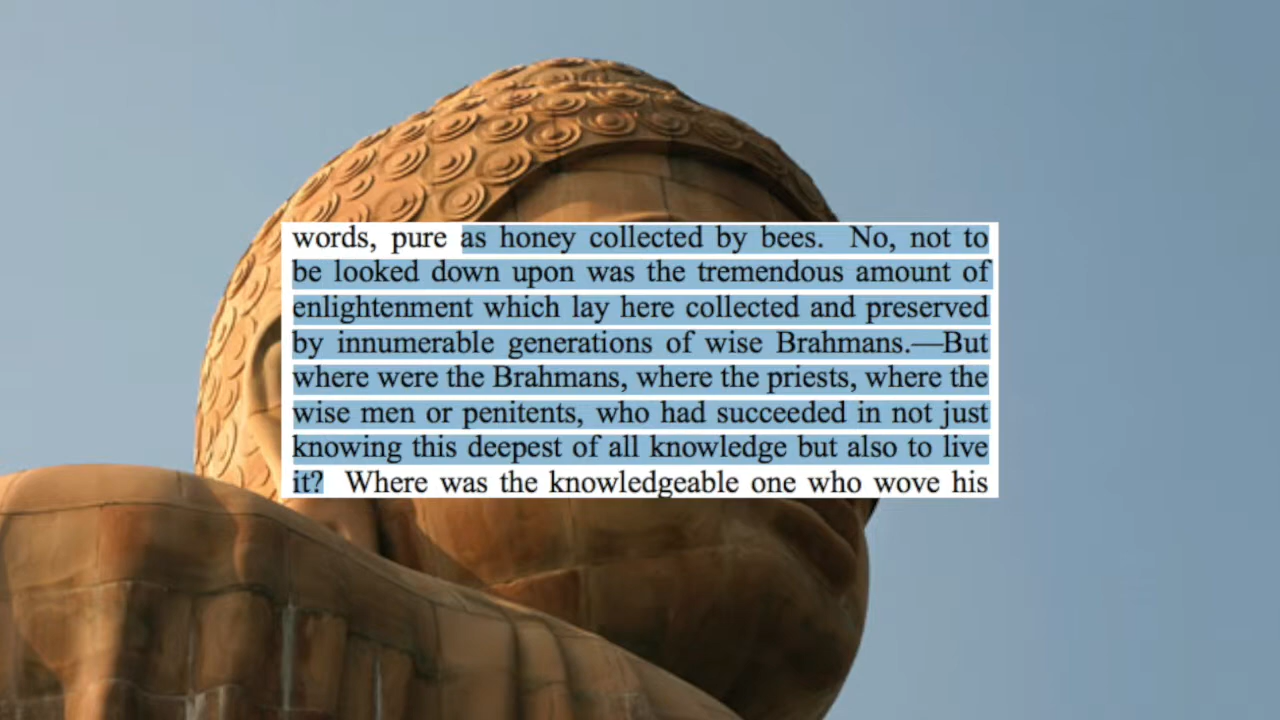 words, pure as honey collected by bees. No, not to
be looked down upon was the tremendous amount of
enlightenment which lay here collected and preserved
by innumerable generations of wise Brahmans.—But
where were the Brahmans, where the priests, where the
wise men or penitents, who had succeeded in not just
knowing this deepest of all knowledge but also to live
it? Where was the knowledgeable one who wove his